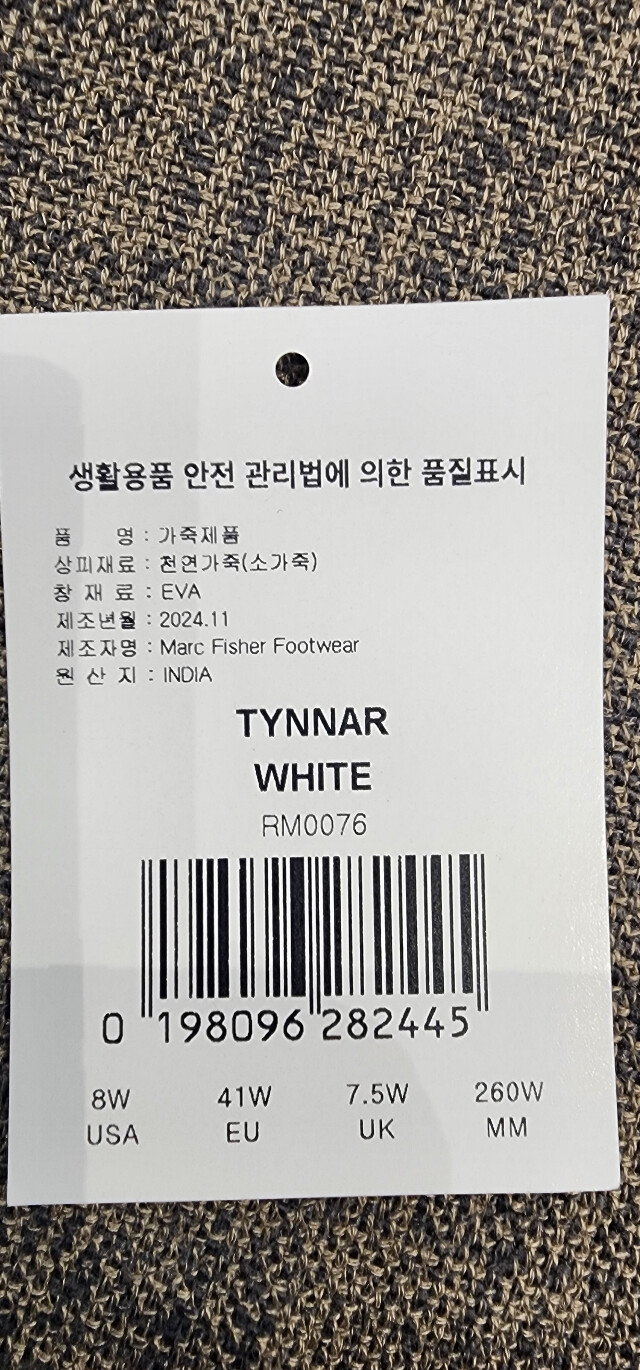 생활용품 안전 관리법에 의한 품질표시
품 명 : 가죽제품
상피재료 : 천연가죽(소가죽)
창 재 료 : EVA
제조년월 : 2024.11
제조자명 : Marc Fisher Footwear
원 산 지 : INDIA
TYNNAR
WHITE
RM0076
0 198096 282445
8W 41W 7.5W 260W
USA EU UK MM